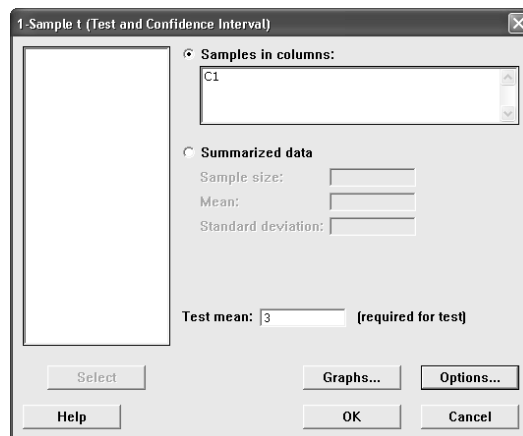 1-Sample t (Test and Confidence Interval)
Samples in columns:
C1
Summarized data
Sample size:
Mean:
Standard deviation:
Test mean: 3 (required for test)
Select
Graphs...
Options...
Help
OK
Cancel